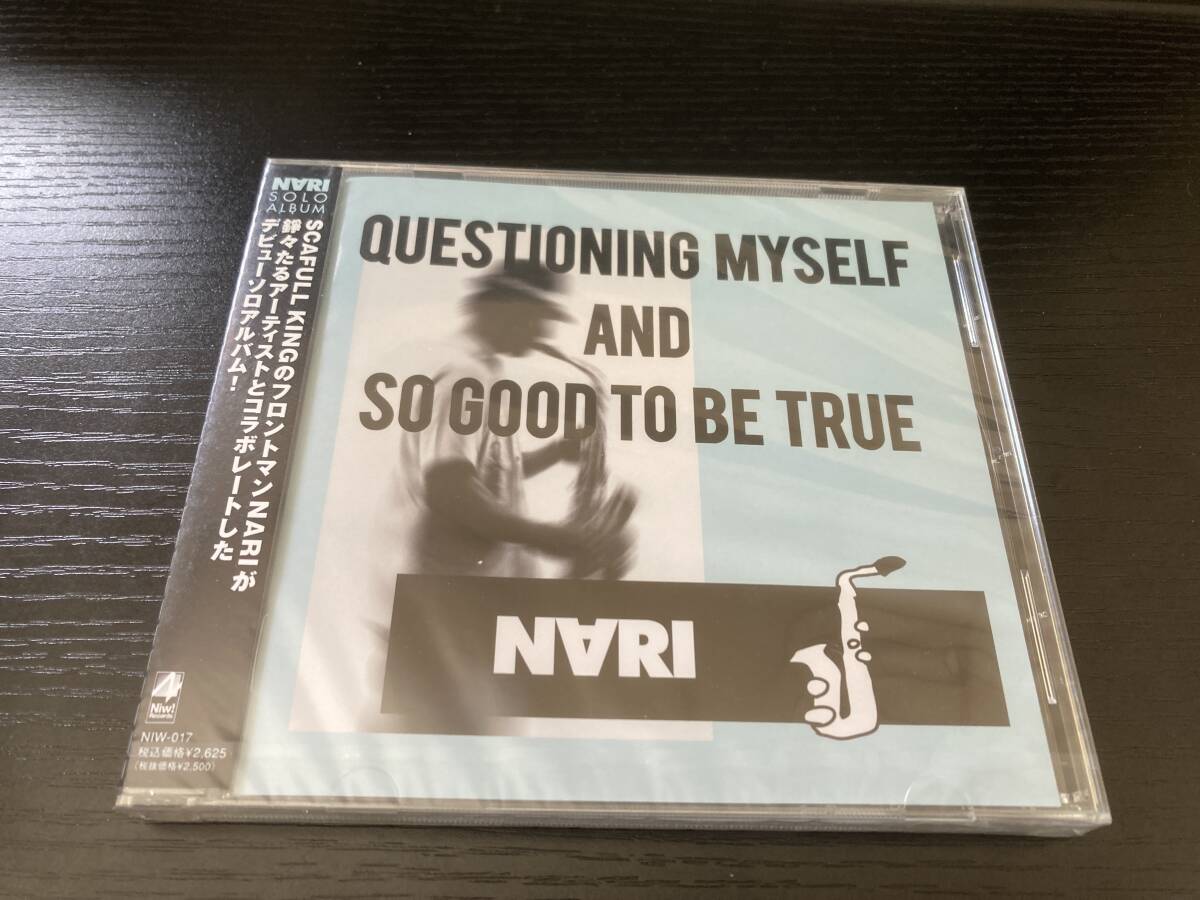 NARI
SOLO
ALBUM
SCAFULL KINGのフロントマンNARIが
錚々たるアーティストとコラボレートした
デビューソロアルバム!
4
Niw!
Records
NIW-017
税込価格¥2,625
(税抜価格¥2,500)
QUESTIONING MYSELF
AND
SO GOOD TO BE TRUE
NARI